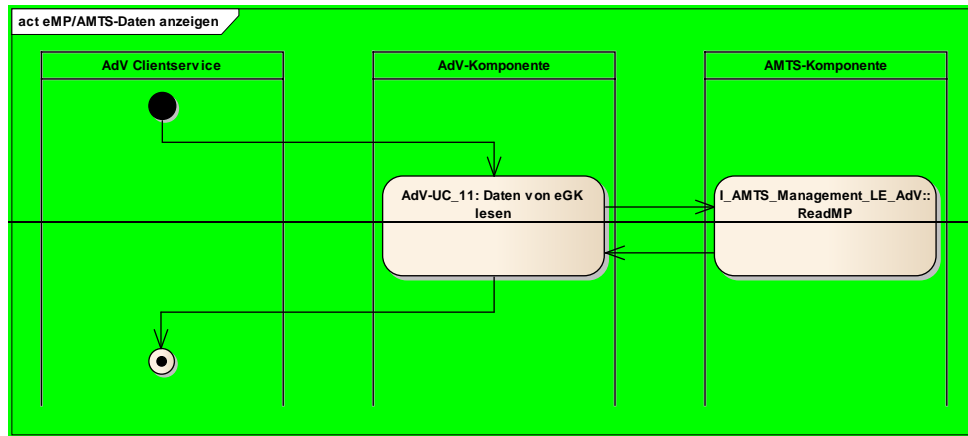 act eMP/AMTS-Daten anzeigen
AdV Clientservice
AdV-Komponente
AMTS-Komponente
AdV-UC_11: Daten von eGK
lesen
I_AMTS_Management_LE_AdV::
ReadMP